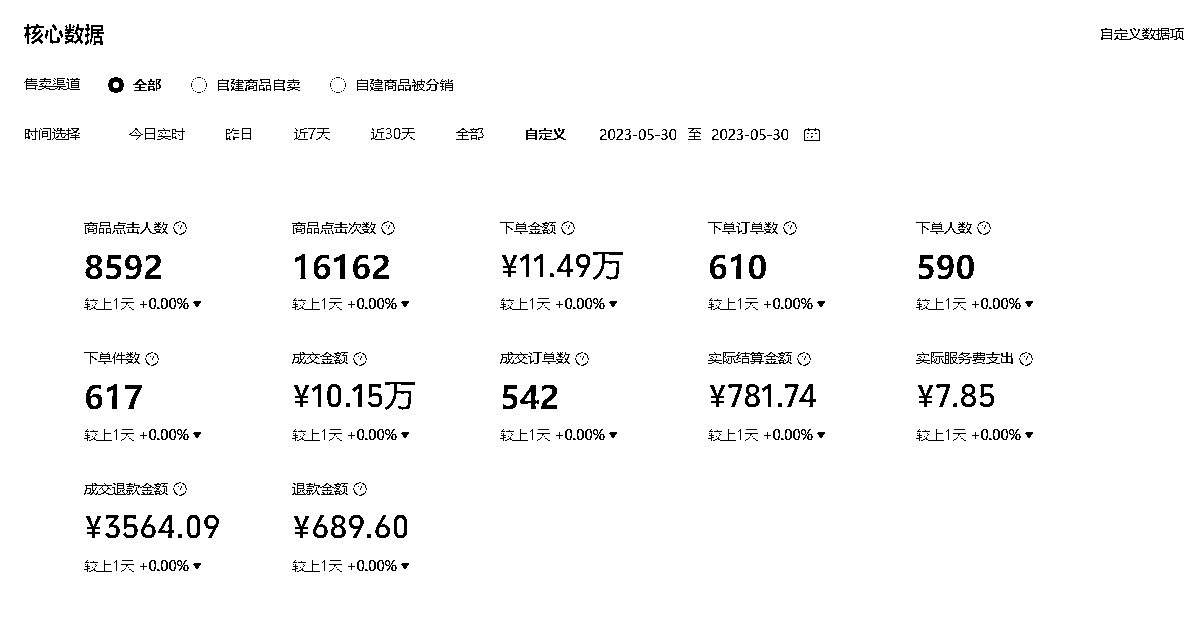 核心数据 自定义数据项
售卖渠道 全部 自建商品自卖 自建商品被分销
时间选择 今日实时 昨日 近7天 近30天 全部 自定义 2023-05-30 至 2023-05-30
商品点击人数 商品点击次数 下单金额 下单订单数 下单人数
8592 16162 ¥11.49万 610 590
较上1天 +0.00% 较上1天 +0.00% 较上1天 +0.00% 较上1天 +0.00% 较上1天 +0.00%
下单件数 成交金额 成交订单数 实际结算金额 实际服务费支出
617 ¥10.15万 542 ¥781.74 ¥7.85
较上1天 +0.00% 较上1天 +0.00% 较上1天 +0.00% 较上1天 +0.00% 较上1天 +0.00%
成交退款金额 退款金额
¥3564.09 ¥689.60
较上1天 +0.00% 较上1天 +0.00%